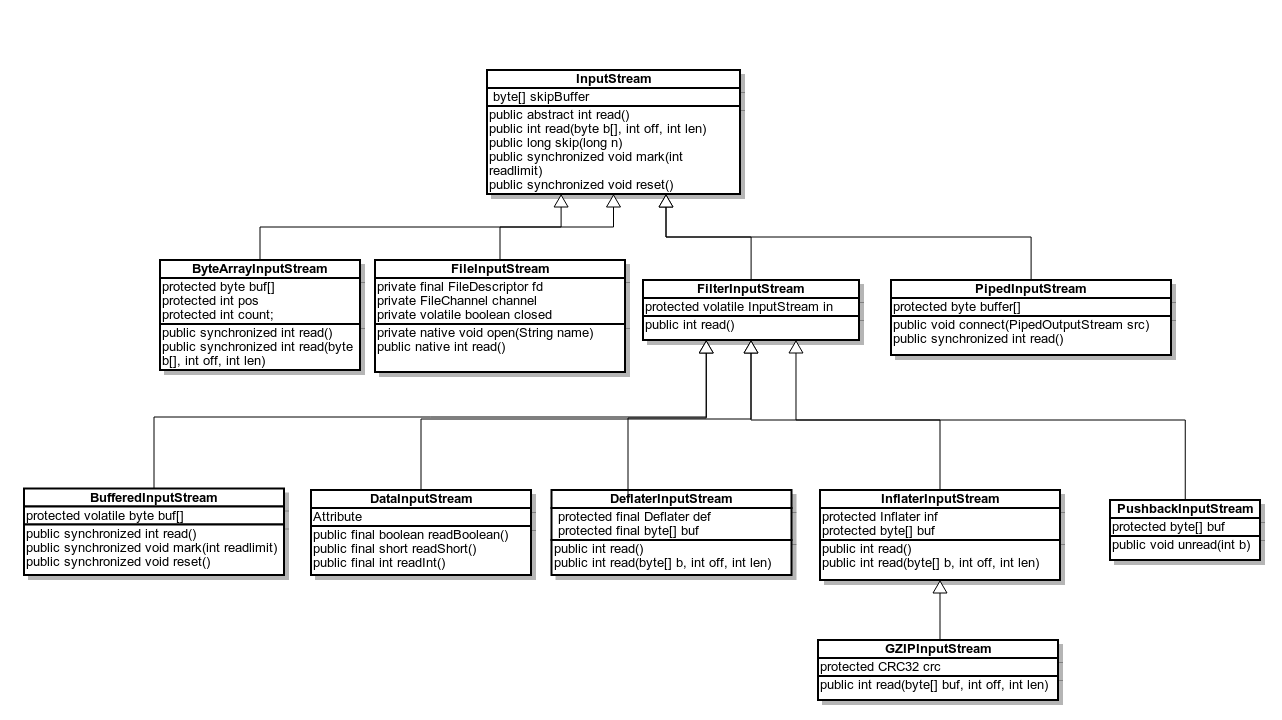 InputStream
byte[] skipBuffer
public abstract int read()
public int read(byte b[], int off, int len)
public long skip(long n)
public synchronized void mark(int
readlimit)
public synchronized void reset()
ByteArrayInputStream
protected byte buf[]
protected int pos
protected int count;
public synchronized int read()
public synchronized int read(byte
b[], int off, int len)
FileInputStream
private final FileDescriptor fd
private FileChannel channel
private volatile boolean closed
private native void open(String name)
public native int read()
FilterInputStream
protected volatile InputStream in
public int read()
PipedInputStream
protected byte buffer[]
public void connect(PipedOutputStream src)
public synchronized int read()
BufferedInputStream
protected volatile byte buf[]
public synchronized int read()
public synchronized void mark(int readlimit)
public synchronized void reset()
DataInputStream
Attribute
public final boolean readBoolean()
public final short readShort()
public final int readInt()
DeflaterInputStream
protected final Deflater def
protected final byte[] buf
public int read()
public int read(byte[] b, int off, int len)
InflaterInputStream
protected Inflater inf
protected byte[] buf
public int read()
public int read(byte[] b, int off, int len)
PushbackInputStream
protected byte[] buf
public void unread(int b)
GZIPInputStream
protected CRC32 crc
public int read(byte[] buf, int off, int len)